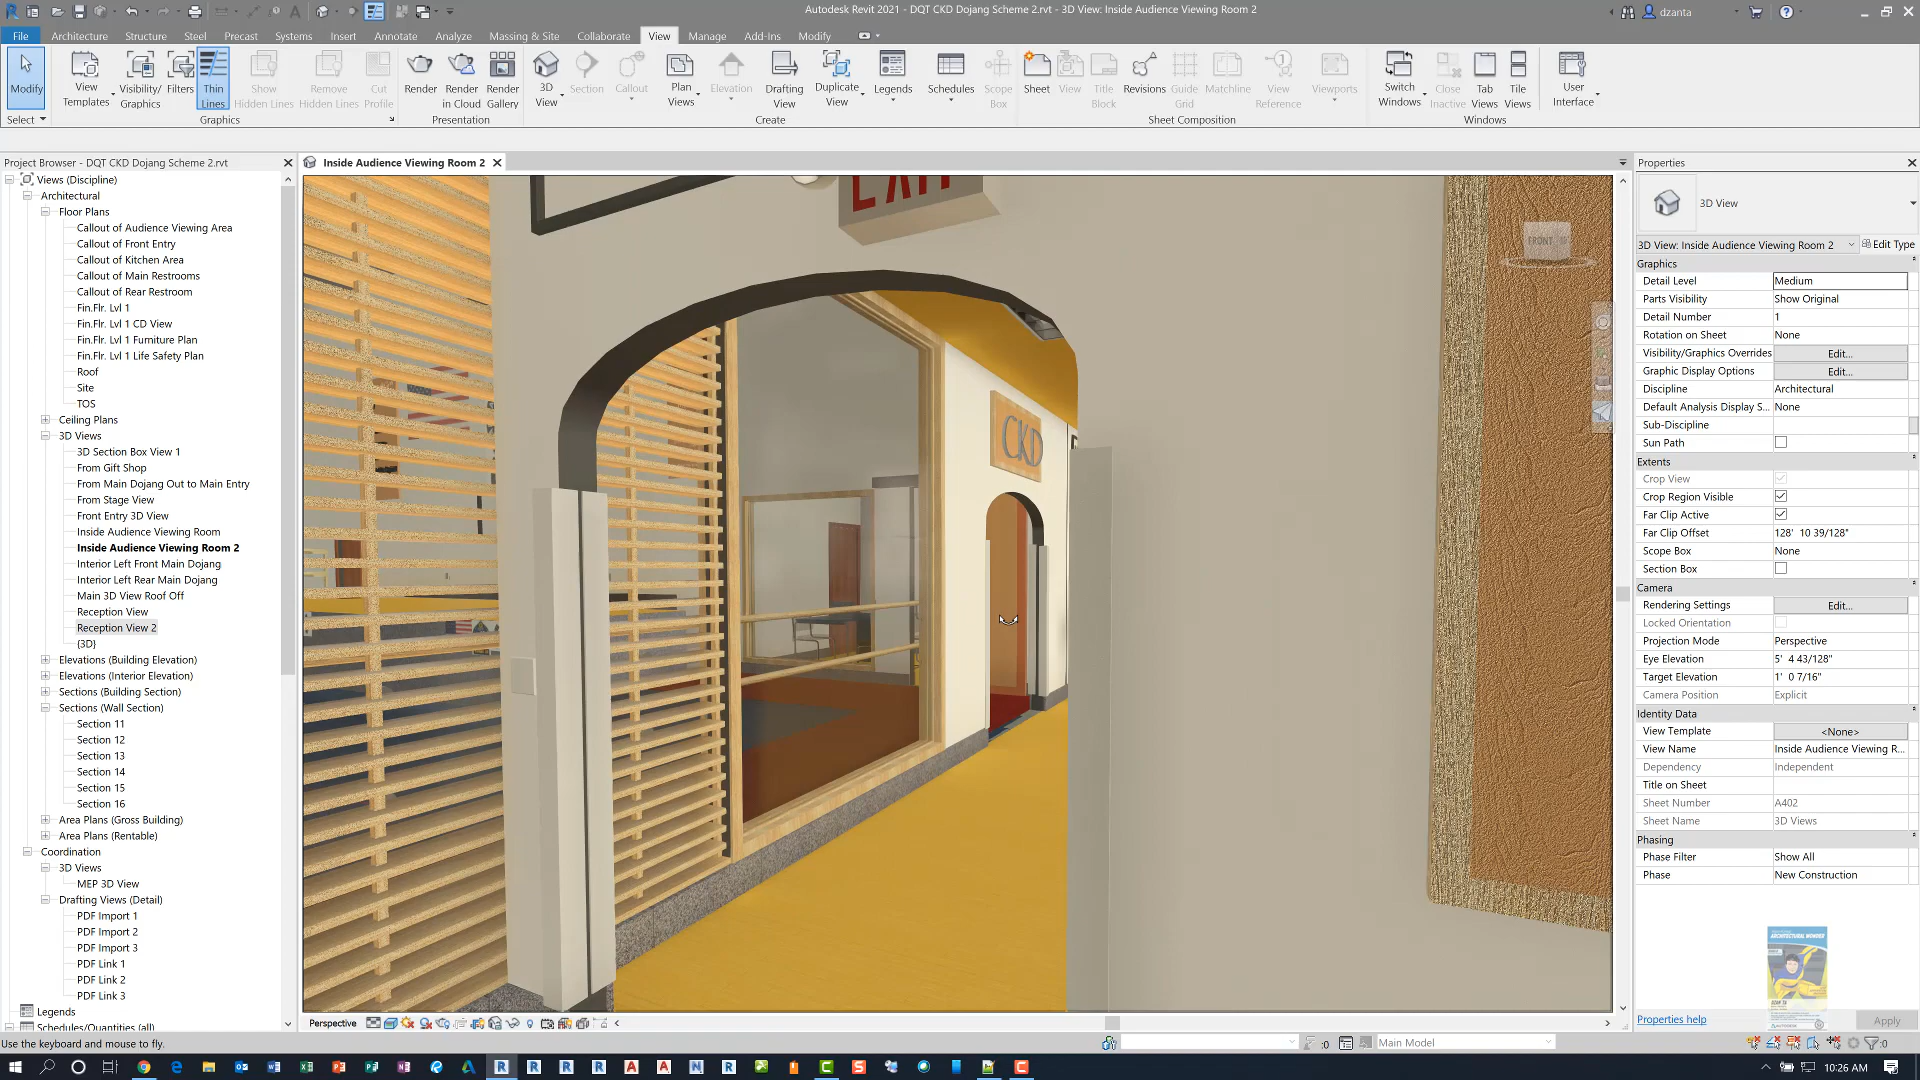 Autodesk Revit 2021 - DQT CKD Dojang Scheme 2.rvt - 3D View: Inside Audience Viewing Room 2
dzanta
File Architecture Structure Steel Precast Systems Insert Annotate Analyze Massing & Site Collaborate View Manage Add-Ins Modify
Modify
View Templates
Visibility/ Graphics
Filters
Thin Lines
Show Hidden Lines
Remove Hidden Lines
Cut Profile
Render
Render in Cloud
Render Gallery
3D View
Section
Callout
Plan Views
Elevation
Drafting View
Duplicate View
Legends
Schedules
Scope Box
Sheet
View
Title Block
Revisions
Guide Grid
Matchline
View Reference
Viewports
Switch Windows
Close Inactive
Tab Views
Tile Views
User Interface
Select
Graphics
Presentation
Create
Sheet Composition
Windows
Project Browser - DQT CKD Dojang Scheme 2.rvt
Views (Discipline)
Architectural
Floor Plans
Callout of Audience Viewing Area
Callout of Front Entry
Callout of Kitchen Area
Callout of Main Restrooms
Callout of Rear Restroom
Fin.Flr. Lvl 1
Fin.Flr. Lvl 1 CD View
Fin.Flr. Lvl 1 Furniture Plan
Fin.Flr. Lvl 1 Life Safety Plan
Roof
Site
TOS
Ceiling Plans
3D Views
3D Section Box View 1
From Gift Shop
From Main Dojang Out to Main Entry
From Stage View
Front Entry 3D View
Inside Audience Viewing Room
Inside Audience Viewing Room 2
Interior Left Front Main Dojang
Interior Left Rear Main Dojang
Main 3D View Roof Off
Reception View
Reception View 2
{3D}
Elevations (Building Elevation)
Elevations (Interior Elevation)
Sections (Building Section)
Sections (Wall Section)
Section 11
Section 12
Section 13
Section 14
Section 15
Section 16
Area Plans (Gross Building)
Area Plans (Rentable)
Coordination
3D Views
MEP 3D View
Drafting Views (Detail)
PDF Import 1
PDF Import 2
PDF Import 3
PDF Link 1
PDF Link 2
PDF Link 3
Legends
Schedules/Quantities (all)
Inside Audience Viewing Room 2
EXIT
FRONT
CKD
Perspective
Properties
3D View
3D View: Inside Audience Viewing Room 2 Edit Type
Graphics
Detail Level Medium
Parts Visibility Show Original
Detail Number 1
Rotation on Sheet None
Visibility/Graphics Overrides Edit...
Graphic Display Options Edit...
Discipline Architectural
Default Analysis Display S... None
Sub-Discipline
Sun Path
Extents
Crop View
Crop Region Visible
Far Clip Active
Far Clip Offset 128' 10 39/128"
Scope Box None
Section Box
Camera
Rendering Settings Edit...
Locked Orientation
Projection Mode Perspective
Eye Elevation 5' 4 43/128"
Target Elevation 1' 0 7/16"
Camera Position Explicit
Identity Data
View Template <None>
View Name Inside Audience Viewing R...
Dependency Independent
Title on Sheet
Sheet Number A402
Sheet Name 3D Views
Phasing
Phase Filter Show All
Phase New Construction
ARCHITECTURAL WONDER
AUTODESK
Properties help Apply
Use the keyboard and mouse to fly.
:0
Main Model
:0
10:26 AM